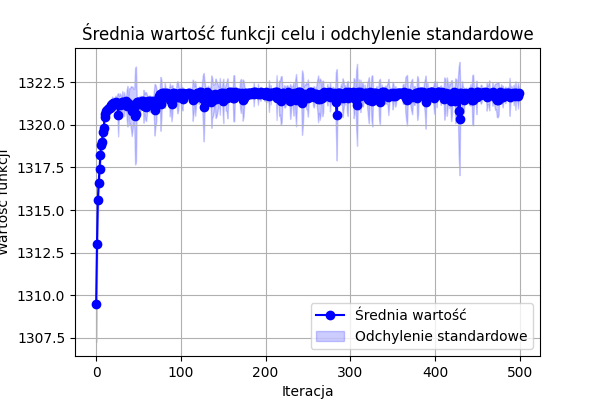 Średnia wartość funkcji celu i odchylenie standardowe
1322.5
1320.0
1317.5
1315.0
1312.5
1310.0
1307.5
Wartość funkcji
0 100 200 300 400 500
Iteracja
Średnia wartość
Odchylenie standardowe